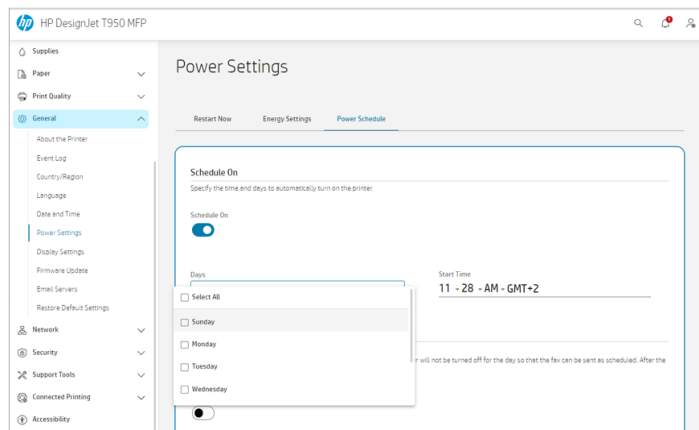 hp HP DesignJet T950 MFP
Supplies
Paper
Print Quality
General
About the Printer
Event Log
Country/Region
Language
Date and Time
Power Settings
Display Settings
Firmware Update
Email Servers
Restore Default Settings
Network
Security
Support Tools
Connected Printing
Accessibility
Power Settings
Restart Now Energy Settings Power Schedule
Schedule On
Specify the time and days to automatically turn on the printer.
Schedule On
Days
Select All
Sunday
Monday
Tuesday
Wednesday
Start Time
11 - 28 - AM - GMT+2
r will not be turned off for the day so that the fax can be sent as scheduled. After the